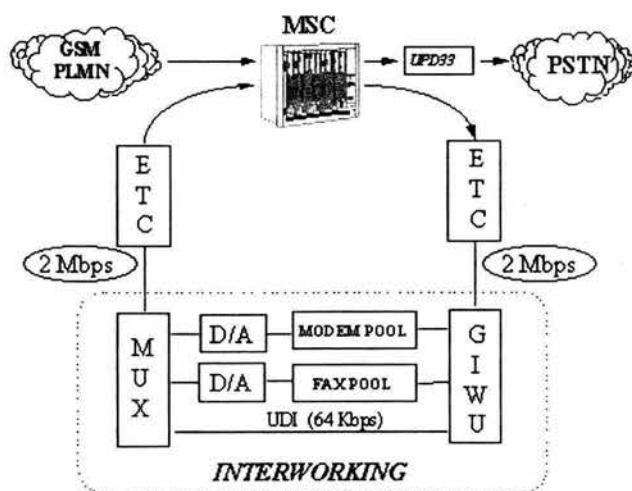 MSC
GSM
PLMN
UPD33
PSTN
E
T
C
E
T
C
2 Mbps
2 Mbps
M
U
X
D/A
MODEM POOL
D/A
FAXPOOL
UDI (64 Kbps)
G
I
W
U
INTERWORKING